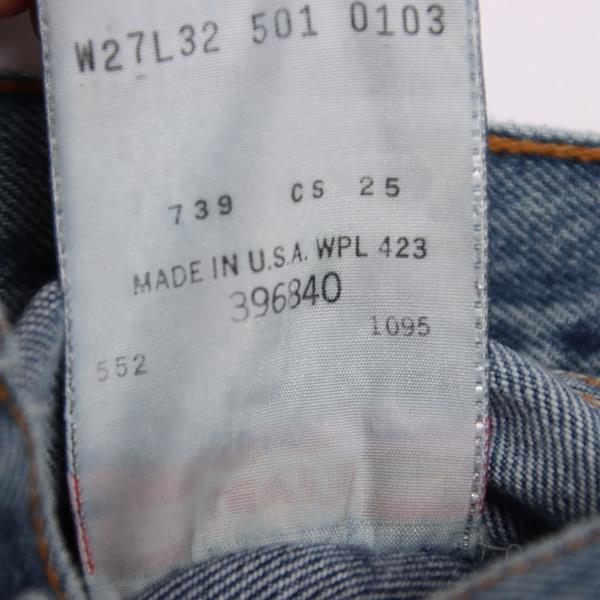 W27L32 501 0103
739 CS 25
MADE IN U.S.A. WPL 423
396840
1095
552